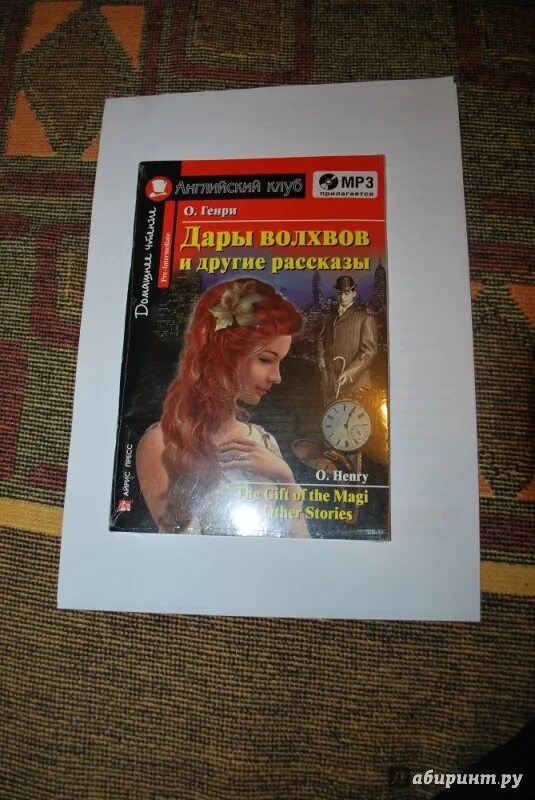 Английский клуб
MP3
прилагается
О. Генри
Дары волхвов
и другие рассказы
Домашнее чтение
Pre-Intermediate
АЙРИС ПРЕСС
O. Henry
The Gift of the Magi
Other Stories
Лабиринт.ру